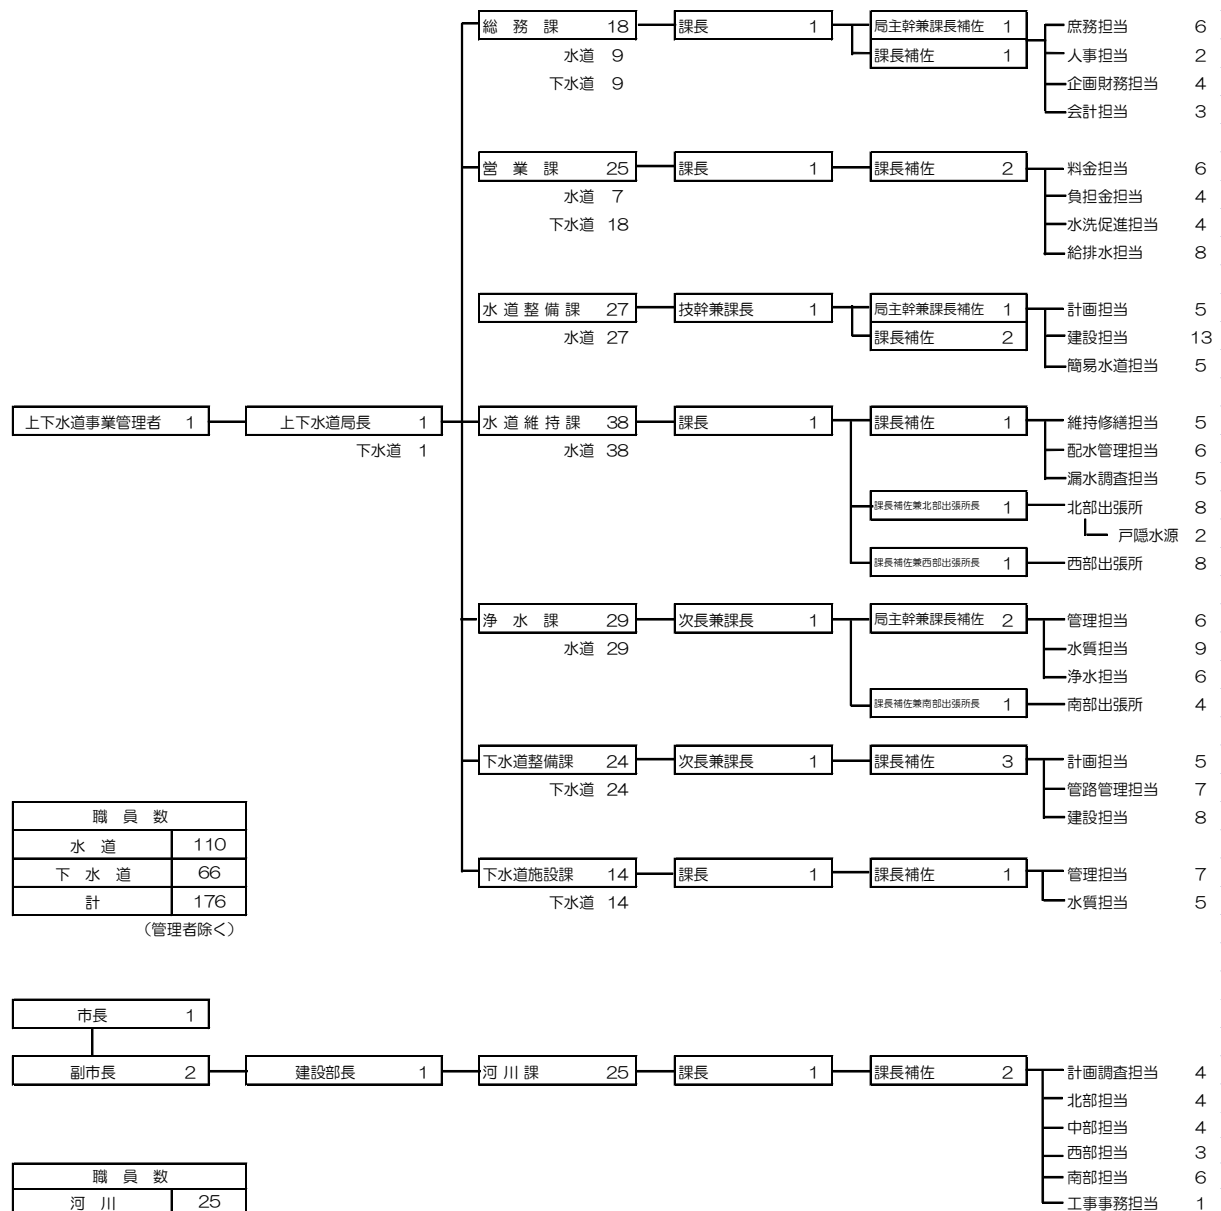 総務課 18 課長 1 局主幹兼課長補佐 1 庶務担当 6
水道 9 課長補佐 1 人事担当 2
下水道 9 企画財務担当 4
会計担当 3
営業課 25 課長 1 課長補佐 2 料金担当 6
水道 7 負担金担当 4
下水道 18 水洗促進担当 4
給排水担当 8
水道整備課 27 技幹兼課長 1 局主幹兼課長補佐 1 計画担当 5
水道 27 課長補佐 2 建設担当 13
簡易水道担当 5
上下水道事業管理者 1 上下水道局長 1 水道維持課 38 課長 1 課長補佐 1 維持修繕担当 5
下水道 1 水道 38 配水管理担当 6
漏水調査担当 5
課長補佐兼北部出張所長 1 北部出張所 8
戸隠水源 2
課長補佐兼西部出張所長 1 西部出張所 8
浄水課 29 次長兼課長 1 局主幹兼課長補佐 2 管理担当 6
水道 29 水質担当 9
浄水担当 6
課長補佐兼南部出張所長 1 南部出張所 4
下水道整備課 24 次長兼課長 1 課長補佐 3 計画担当 5
下水道 24 管路管理担当 7
建設担当 8
職員数
水道 110
下水道 66
計 176
（管理者除く）
下水道施設課 14 課長 1 課長補佐 1 管理担当 7
下水道 14 水質担当 5
市長 1
副市長 2 建設部長 1 河川課 25 課長 1 課長補佐 2 計画調査担当 4
北部担当 4
中部担当 4
西部担当 3
南部担当 6
工事事務担当 1
職員数
河川 25